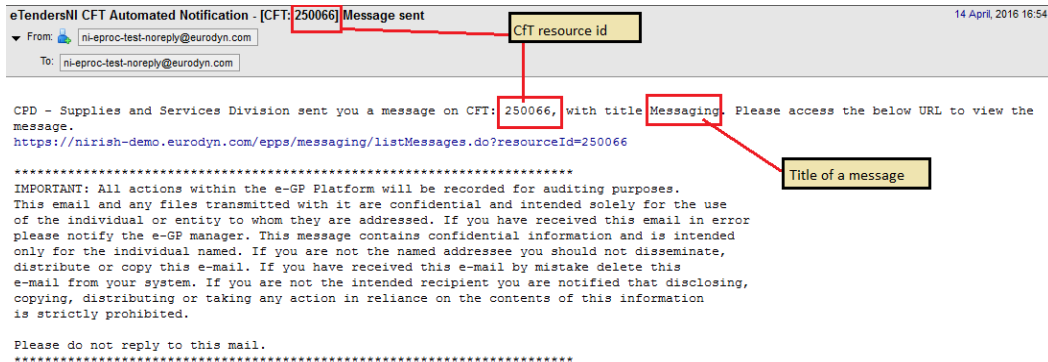 eTendersNI CFT Automated Notification - [CFT: 250066] Message sent
14 April, 2016 16:54
From: ni-eproc-test-noreply@eurodyn.com
To: ni-eproc-test-noreply@eurodyn.com
CfT resource id
CPD - Supplies and Services Division sent you a message on CFT: 250066, with title Messaging. Please access the below URL to view the
message.
https://nirish-demo.eurodyn.com/epps/messaging/listMessages.do?resourceId=250066
Title of a message
**************************************************************************
IMPORTANT: All actions within the e-GP Platform will be recorded for auditing purposes.
This email and any files transmitted with it are confidential and intended solely for the use
of the individual or entity to whom they are addressed. If you have received this email in error
please notify the e-GP manager. This message contains confidential information and is intended
only for the individual named. If you are not the named addressee you should not disseminate,
distribute or copy this e-mail. If you have received this e-mail by mistake delete this
e-mail from your system. If you are not the intended recipient you are notified that disclosing,
copying, distributing or taking any action in reliance on the contents of this information
is strictly prohibited.
Please do not reply to this mail.
**************************************************************************